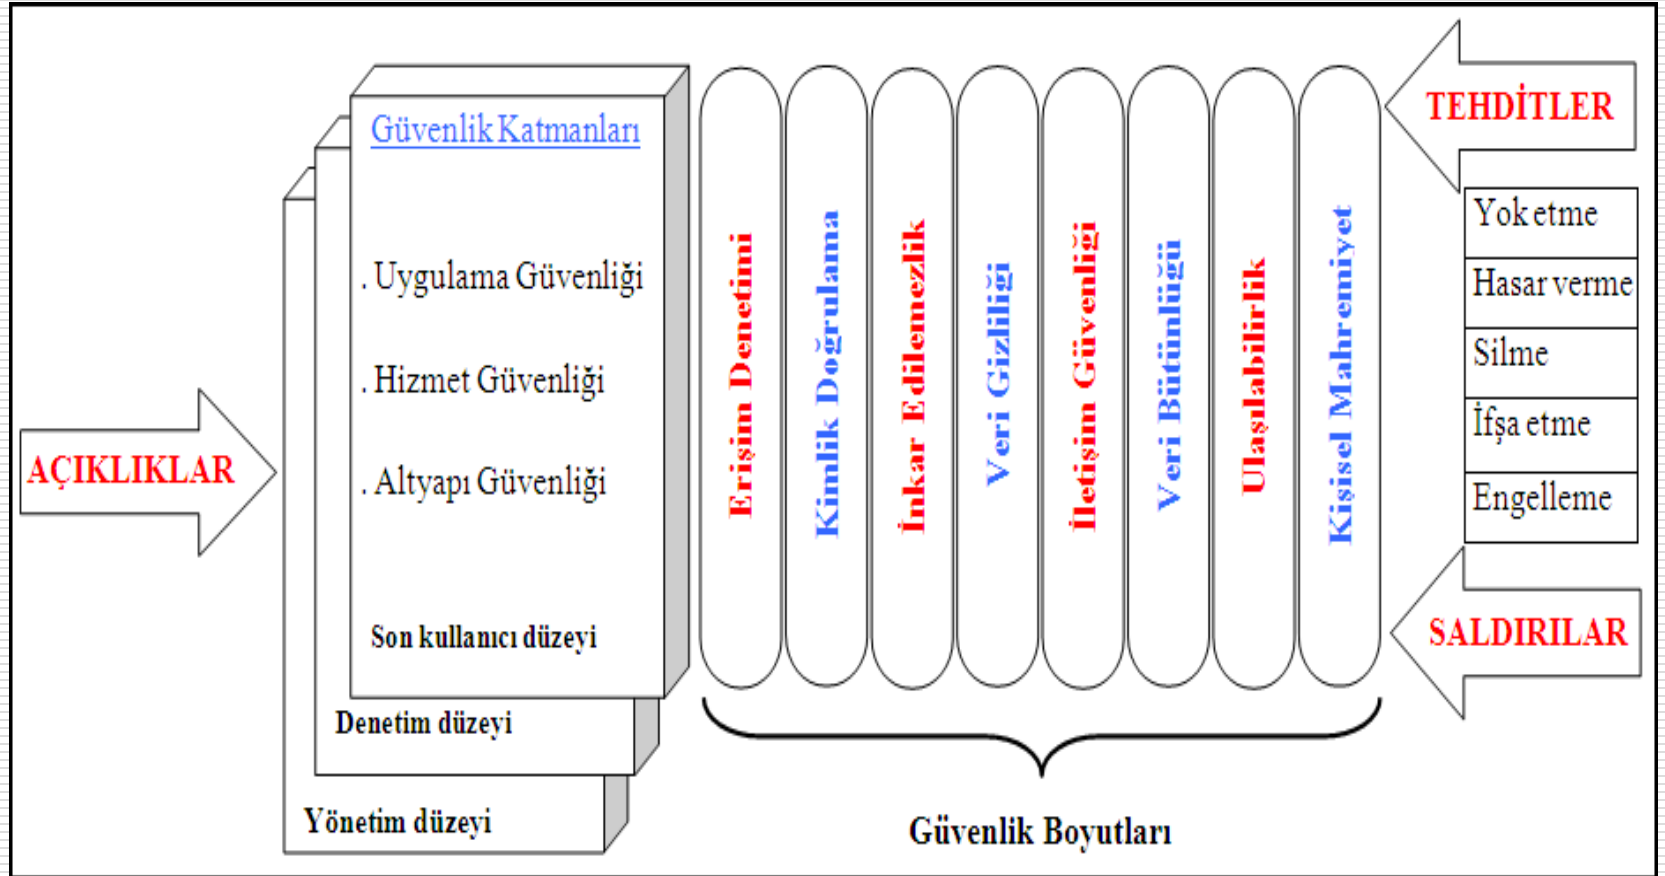 AÇIKLIKLAR
Güvenlik Katmanları
. Uygulama Güvenliği
. Hizmet Güvenliği
. Altyapı Güvenliği
Son kullanıcı düzeyi
Denetim düzeyi
Yönetim düzeyi
Erişim Denetimi
Kimlik Doğrulama
İnkar Edilemezlik
Veri Gizliliği
İletişim Güvenliği
Veri Bütünlüğü
Ulaşılabilirlik
Kişisel Mahremiyet
Güvenlik Boyutları
TEHDİTLER
Yok etme
Hasar verme
Silme
İfşa etme
Engelleme
SALDIRILAR